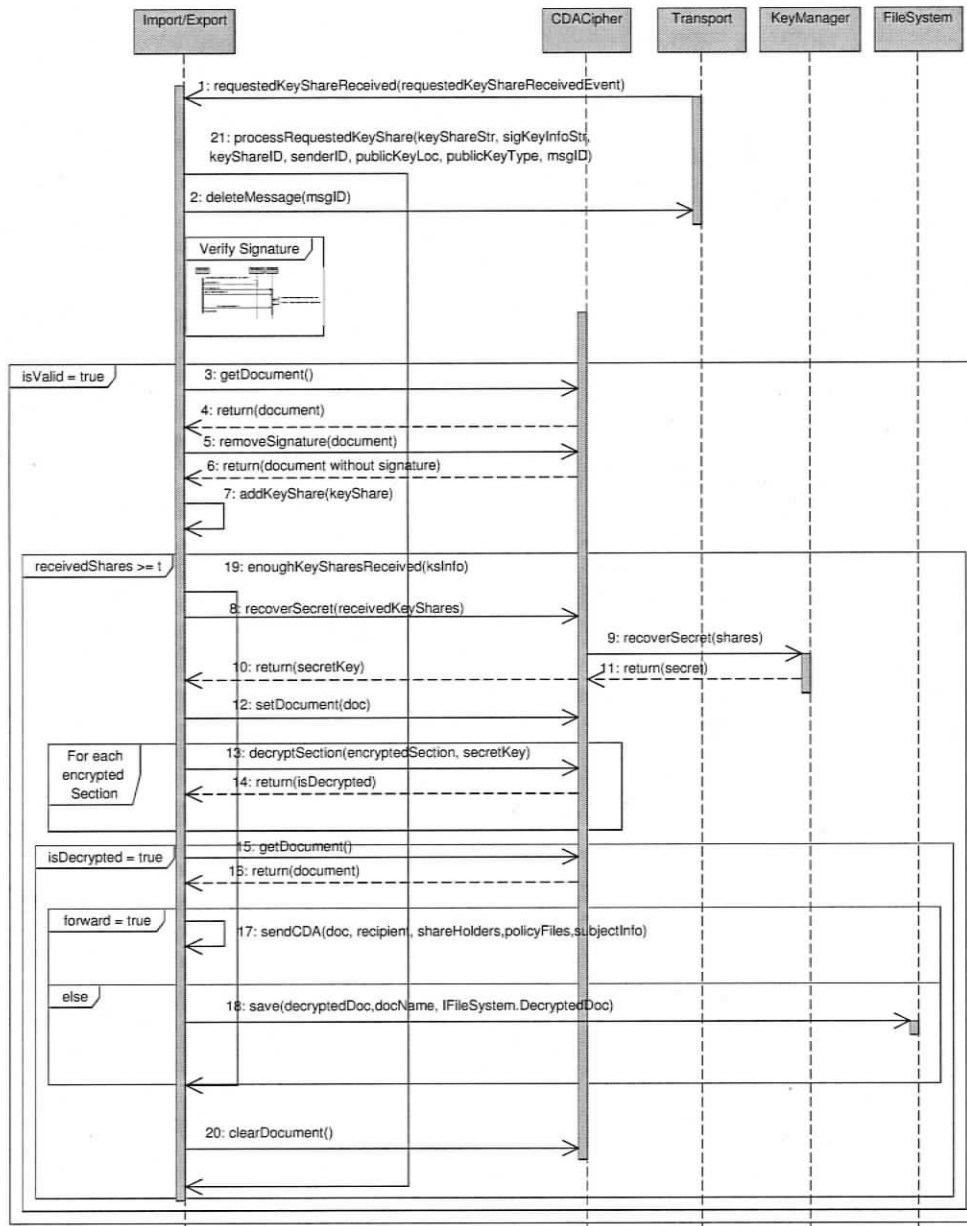 Import/Export
CDACipher
Transport
KeyManager
FileSystem
1: requestedKeyShareReceived(requestedKeyShareReceivedEvent)
21: processRequestedKeyShare(keyShareStr, sigKeyInfoStr,
keyShareID, senderID, publicKeyLoc, publicKeyType, msgID)
2: deleteMessage(msgID)
Verify Signature
isValid = true
3: getDocument()
4: return(document)
5: removeSignature(document)
6: return(document without signature)
7: addKeyShare(keyShare)
receivedShares >= t
19: enoughKeySharesReceived(ksInfo)
8: recoverSecret(receivedKeyShares)
9: recoverSecret(shares)
10: return(secretKey)
11: return(secret)
12: setDocument(doc)
For each
encrypted
Section
13: decryptSection(encryptedSection, secretKey)
14: return(isDecrypted)
isDecrypted = true
15: getDocument()
16: return(document)
forward = true
17: sendCDA(doc, recipient, shareHolders,policyFiles,subjectInfo)
else
18: save(decryptedDoc,docName, IFileSystem.DecryptedDoc)
20: clearDocument()